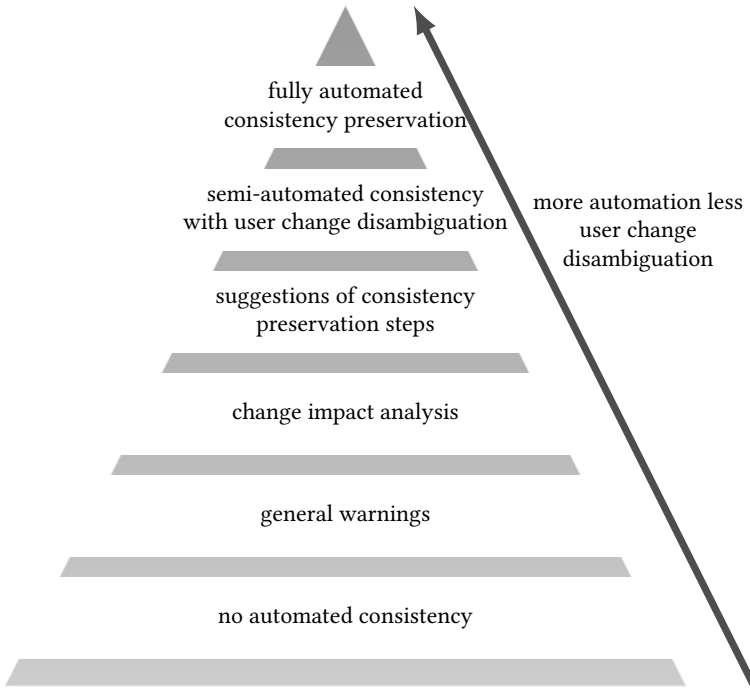 fully automated
consistency preservation
semi-automated consistency
with user change disambiguation
more automation less
user change
disambiguation
suggestions of consistency
preservation steps
change impact analysis
general warnings
no automated consistency